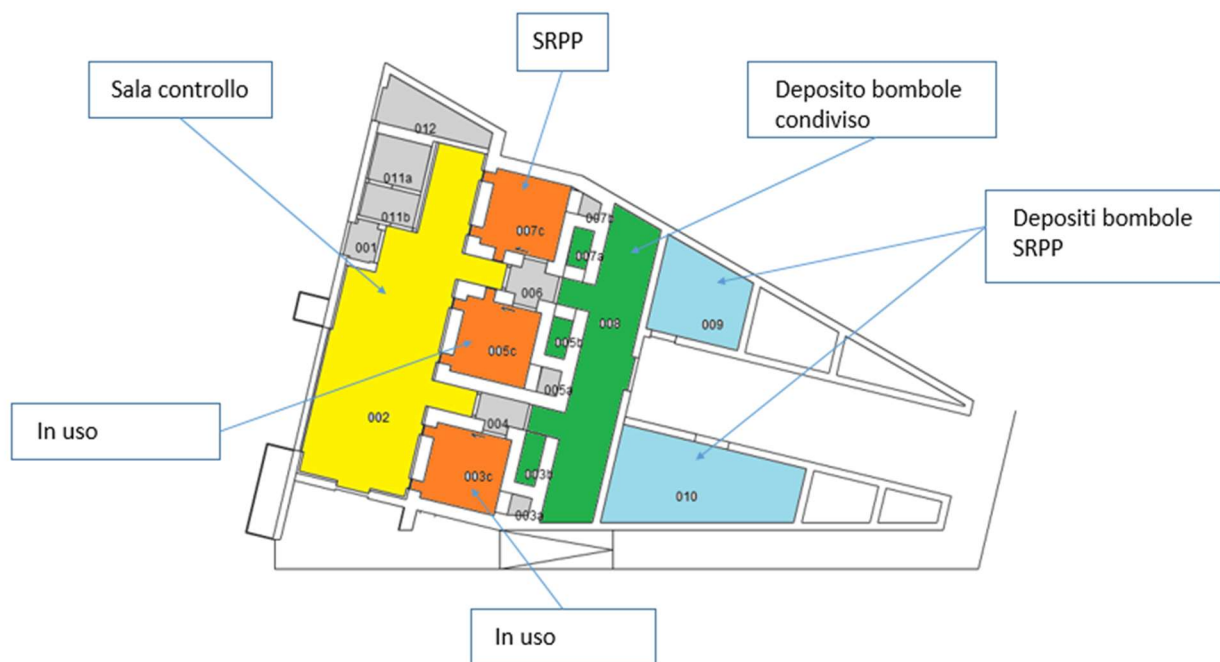 SRPP
Sala controllo
Deposito bombole
condiviso
Depositi bombole
SRPP
In uso
In uso
012
011a
011b
001
002
007c
007b
007a
006
005c
005b
005a
004
003c
003b
003a
008
009
010